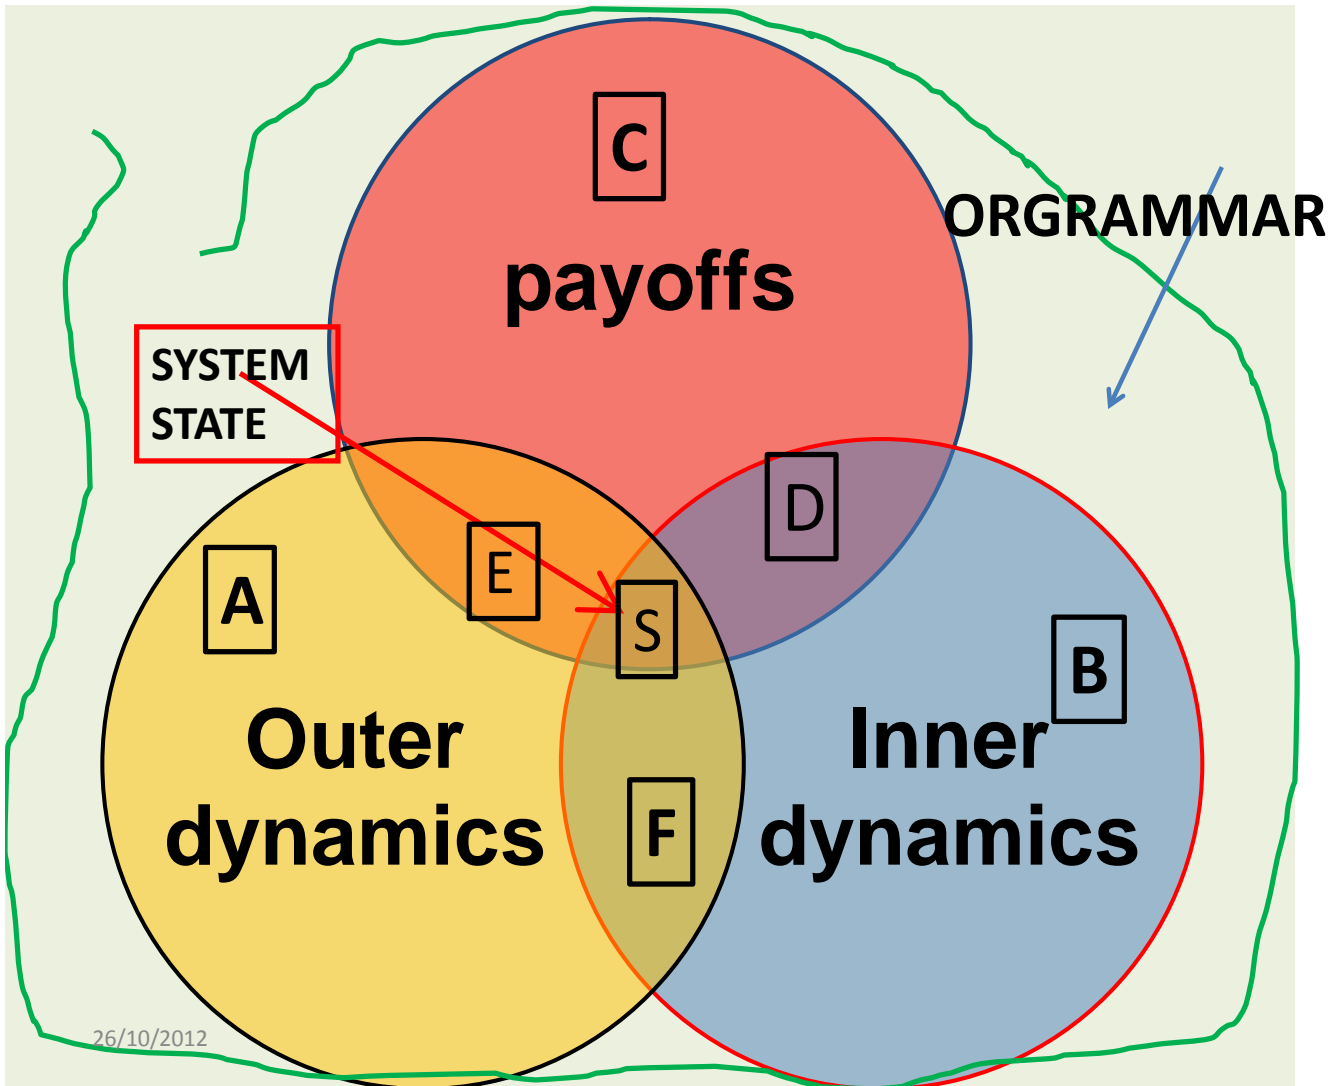 C
ORGRAMMAR
payoffs
SYSTEM
STATE
D
E
A
S
B
Outer
dynamics
Inner
dynamics
F
26/10/2012